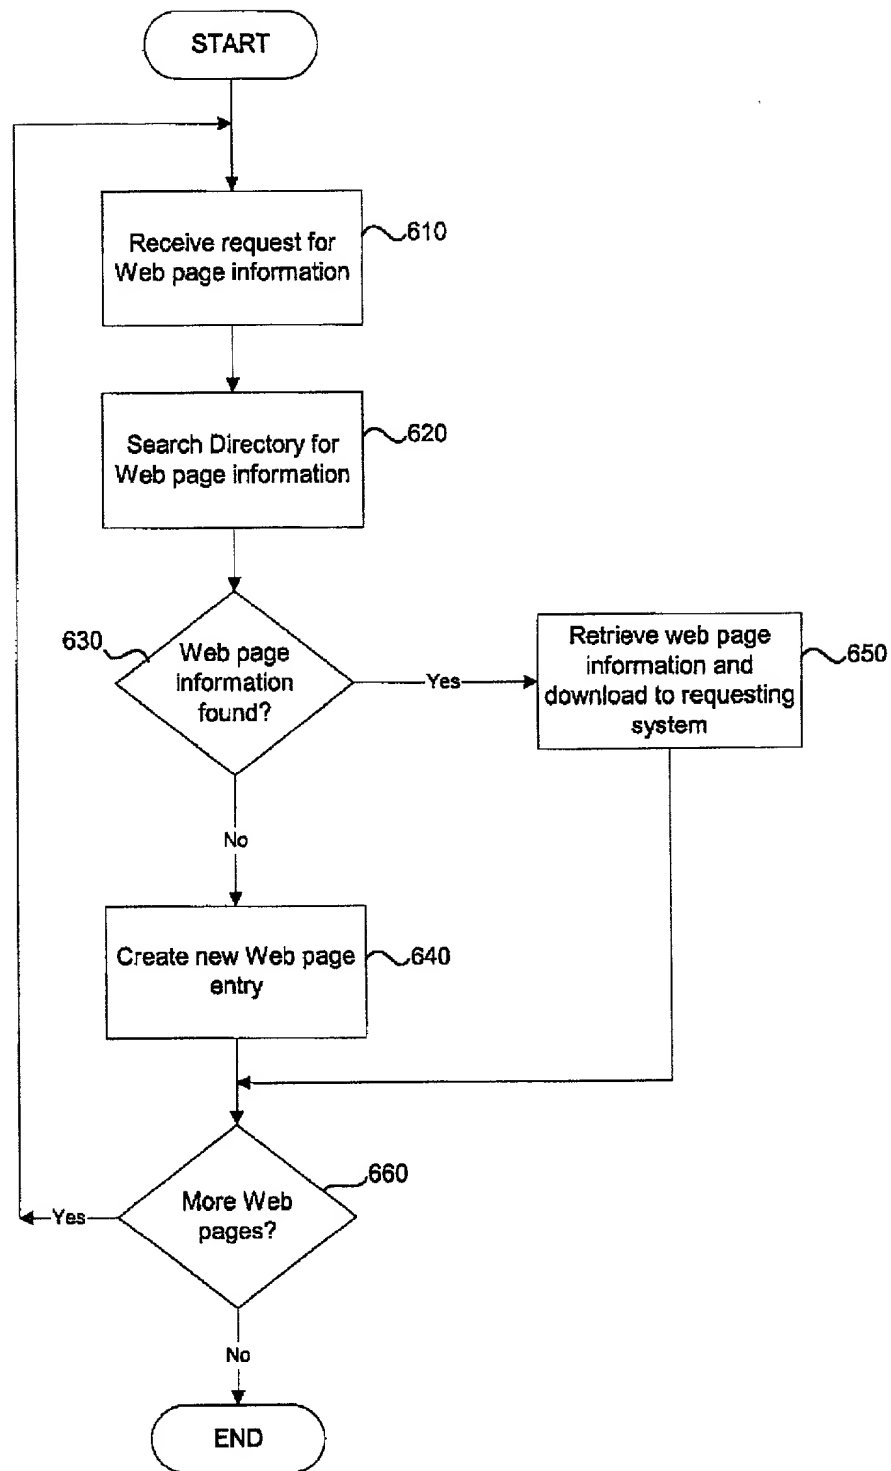 START
Receive request for
Web page information
610
Search Directory for
Web page information
620
630
Web page
information
found?
Yes
Retrieve web page
information and
download to requesting
system
650
No
Create new Web page
entry
640
More Web
pages?
660
Yes
No
END